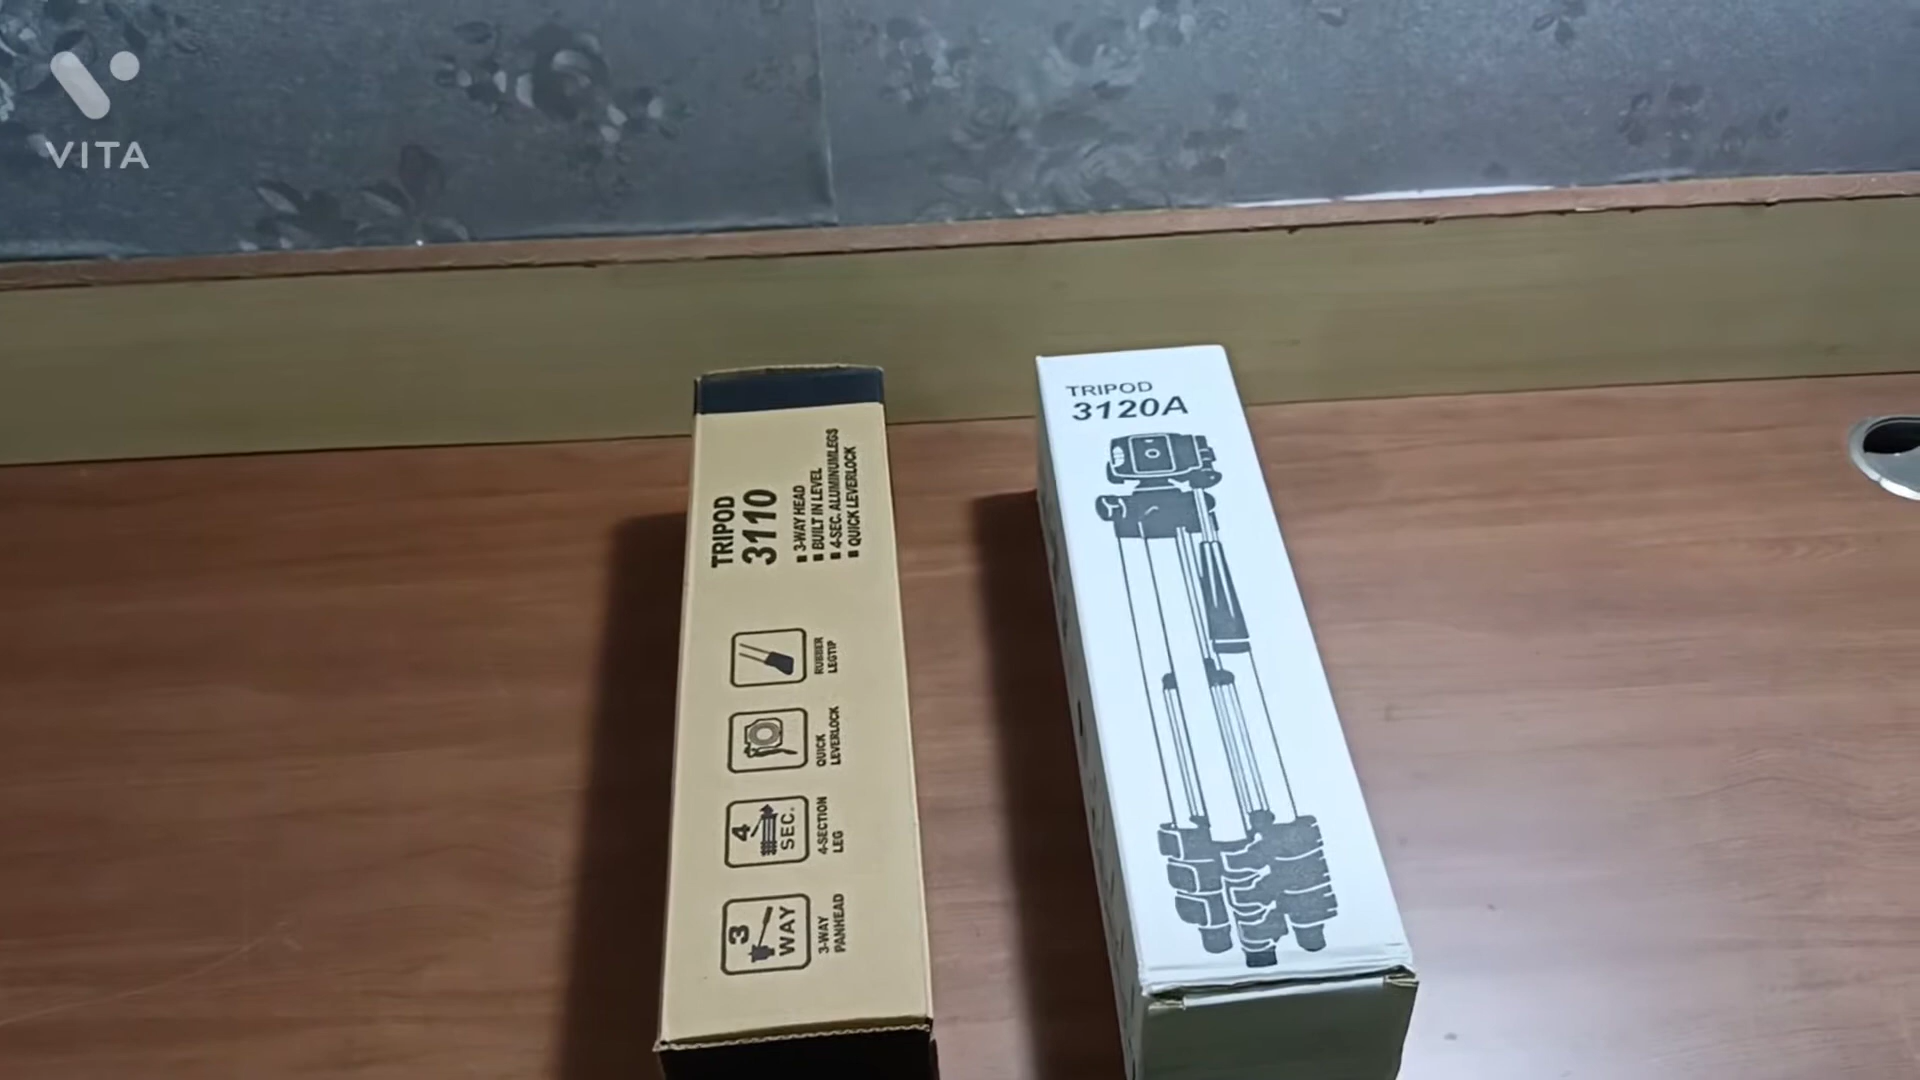 VITA
TRIPOD
3110
■ 3-WAY HEAD
■ BUILT IN LEVEL
■ 4-SEC. ALUMINUMLEGS
■ QUICK LEVERLOCK
RUBBER
LEGTIP
QUICK
LEVERLOCK
4
SEC.
4-SECTION
LEG
3
WAY
3-WAY
PANHEAD
TRIPOD
3120A